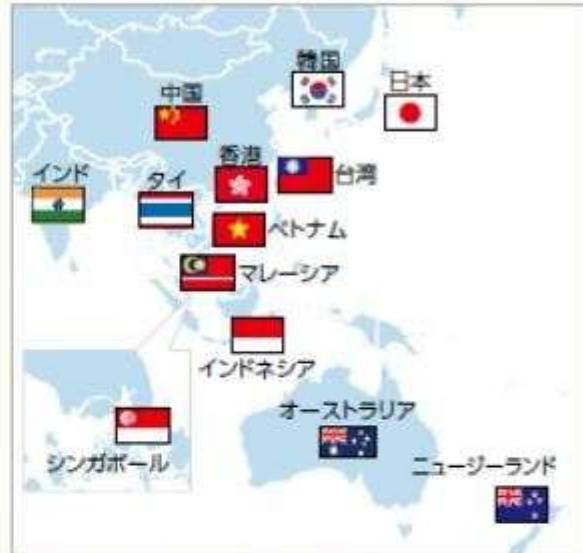 韓国
日本
中国
香港
台湾
インド
タイ
ベトナム
マレーシア
インドネシア
オーストラリア
シンガポール
ニュージーランド